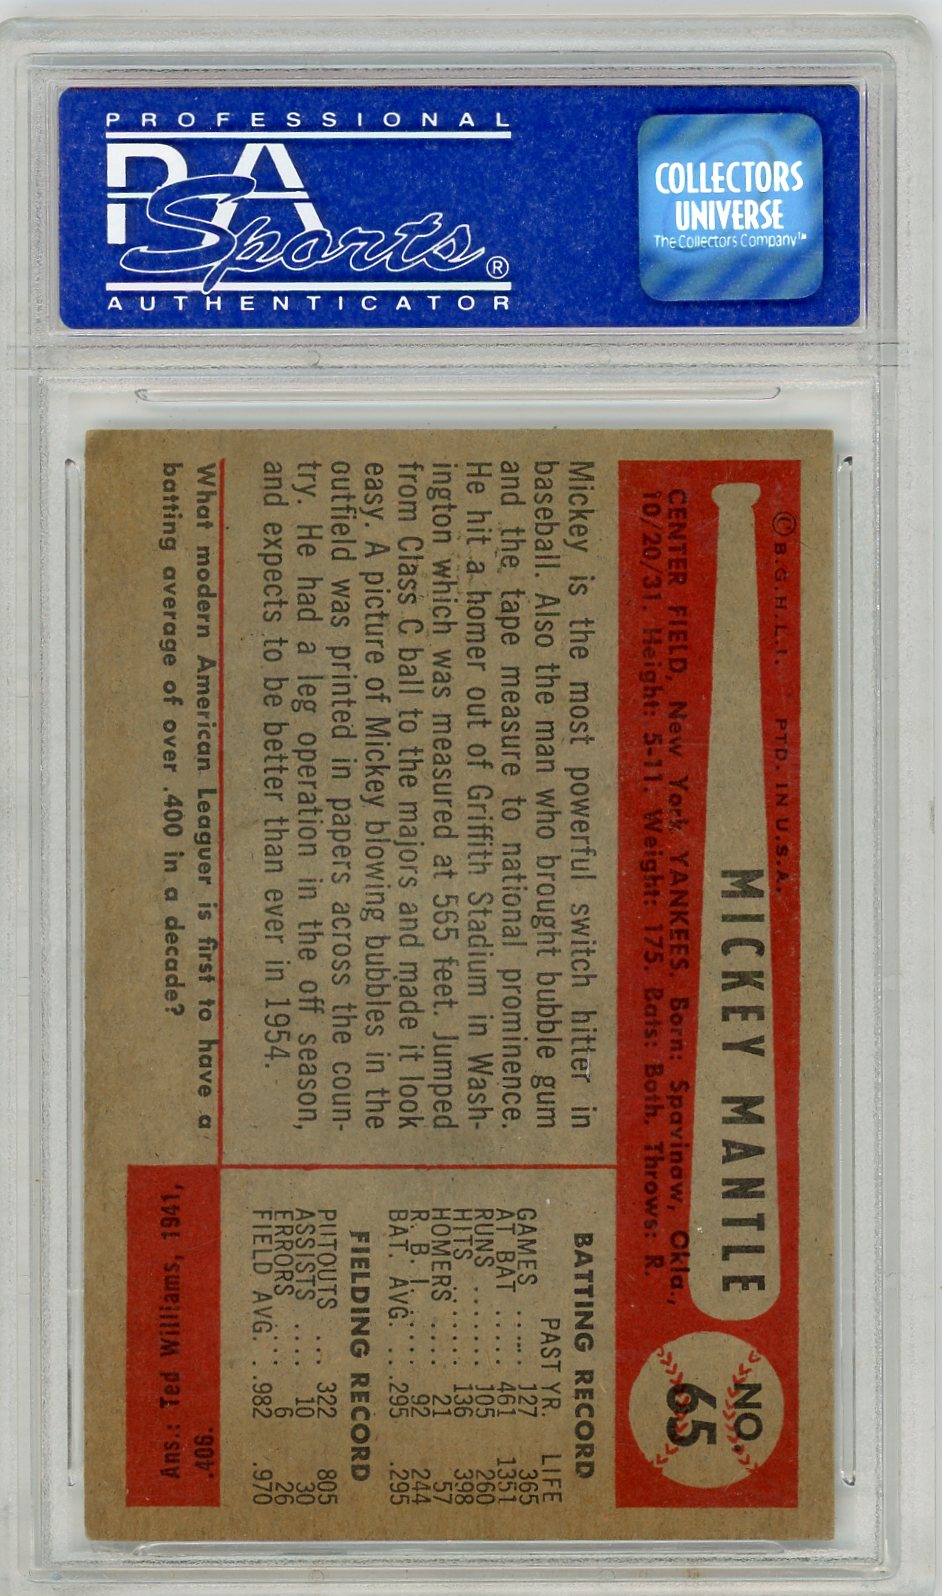 PROFESSIONAL
PSA
Sports®
AUTHENTICATOR
COLLECTORS
UNIVERSE
The Collectors Company™
© B.G.H.L.I. PTD. IN U.S.A.
MICKEY MANTLE
NO.
65
CENTER FIELD, New York YANKEES. Born: Spavinaw, Okla.,
10/20/31. Height: 5-11. Weight: 175. Bats: Both. Throws: R.
Mickey is the most powerful switch hitter in
baseball. Also the man who brought bubble gum
and the tape measure to national prominence.
He hit a homer out of Griffith Stadium in Wash-
ington which was measured at 565 feet. Jumped
from Class C ball to the majors and made it look
easy. A picture of Mickey blowing bubbles in the
outfield was printed in papers across the coun-
try. He had a leg operation in the off season,
and expects to be better than ever in 1954.
BATTING RECORD
PAST YR. LIFE
GAMES ..... 127 365
AT BAT ..... 461 1351
RUNS ...... 105 260
HITS ....... 136 398
HOMERS .... 21 57
R. B. I. ..... 92 244
BAT. AVG. .. .295 .295
FIELDING RECORD
PUTOUTS ... 322 805
ASSISTS .... 10 30
ERRORS ... 6 26
FIELD AVG. . .982 .970
What modern American Leaguer is first to have a
batting average of over .400 in a decade?
Ans.: Ted Williams, 1941,
.406.